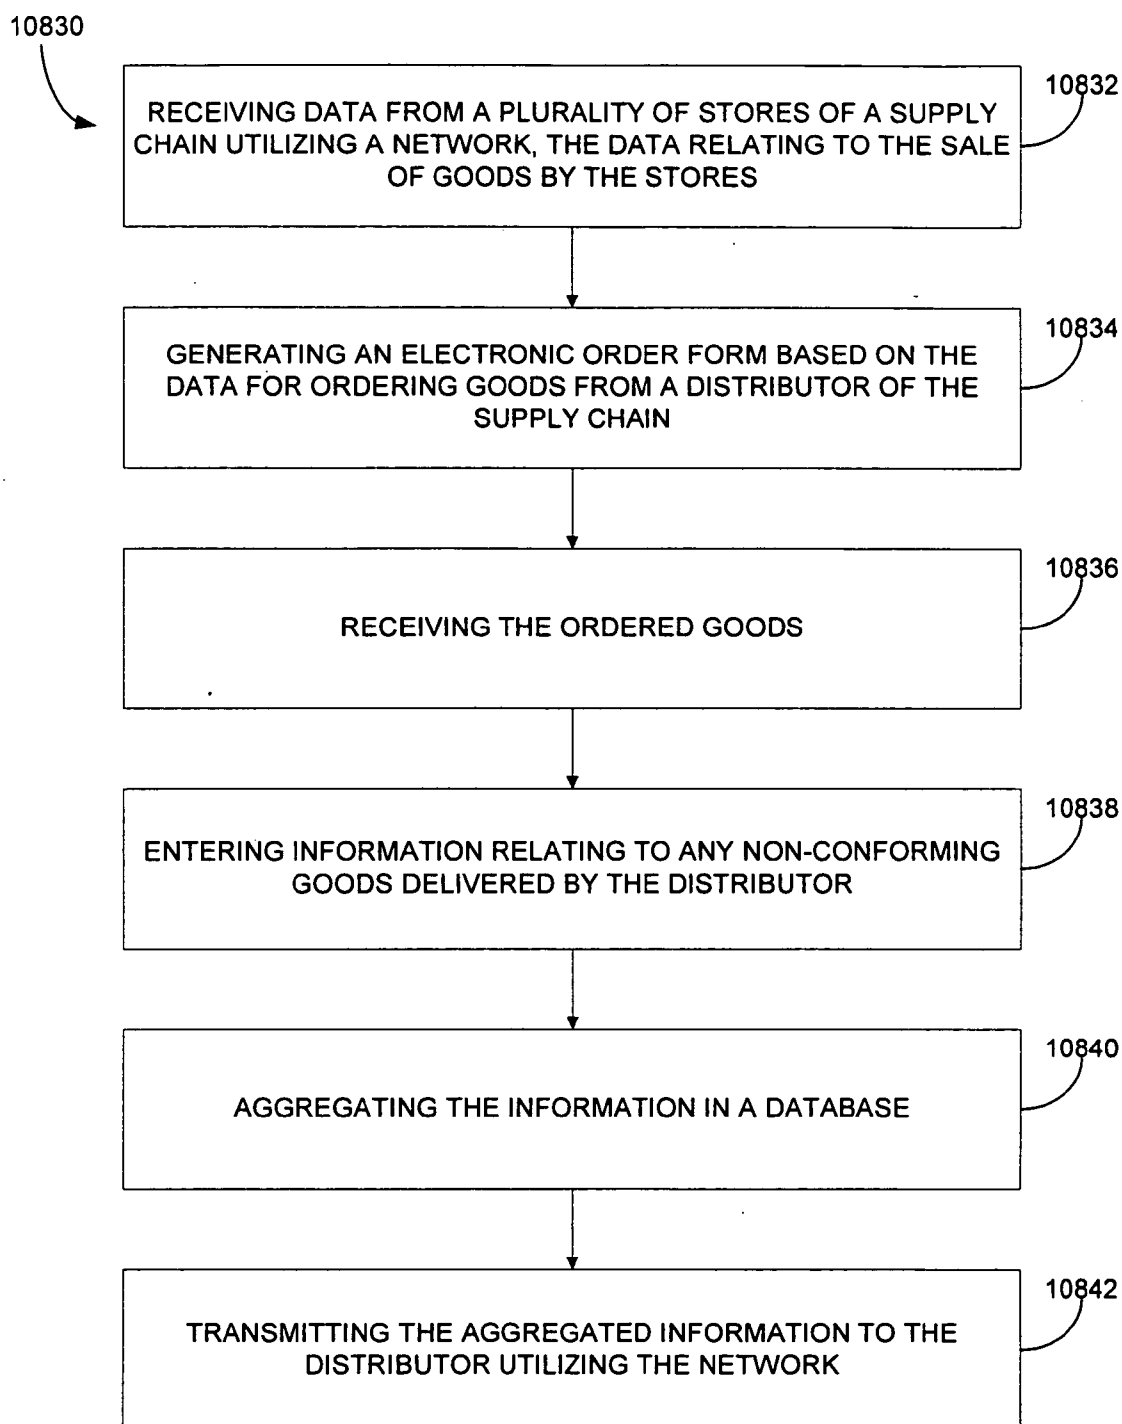 10830
10832
RECEIVING DATA FROM A PLURALITY OF STORES OF A SUPPLY
CHAIN UTILIZING A NETWORK, THE DATA RELATING TO THE SALE
OF GOODS BY THE STORES
10834
GENERATING AN ELECTRONIC ORDER FORM BASED ON THE
DATA FOR ORDERING GOODS FROM A DISTRIBUTOR OF THE
SUPPLY CHAIN
10836
RECEIVING THE ORDERED GOODS
10838
ENTERING INFORMATION RELATING TO ANY NON-CONFORMING
GOODS DELIVERED BY THE DISTRIBUTOR
10840
AGGREGATING THE INFORMATION IN A DATABASE
10842
TRANSMITTING THE AGGREGATED INFORMATION TO THE
DISTRIBUTOR UTILIZING THE NETWORK